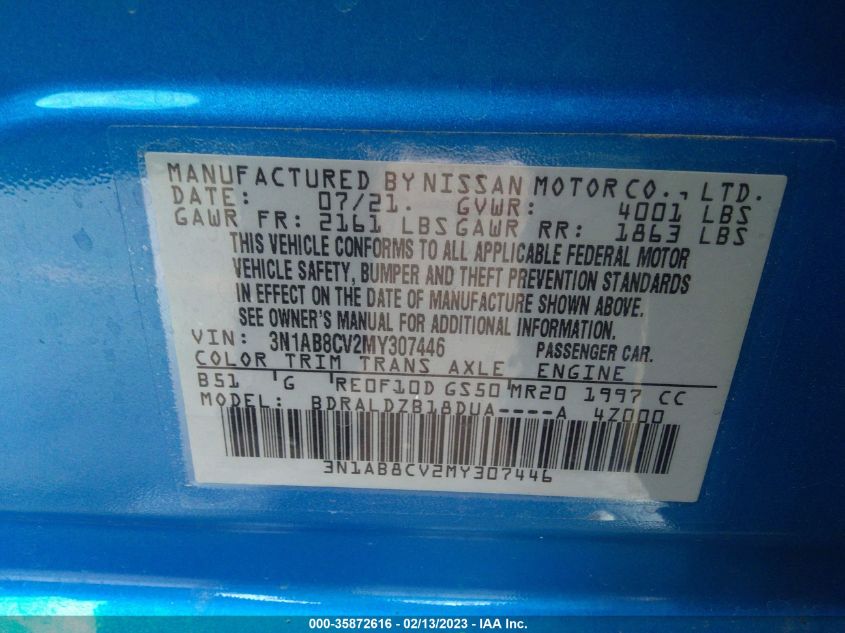 MANUFACTURED BY NISSAN MOTOR CO., LTD.
DATE: 07/21. GVWR: 4001 LBS
GAWR FR: 2161 LBS GAWR RR: 1863 LBS
THIS VEHICLE CONFORMS TO ALL APPLICABLE FEDERAL MOTOR
VEHICLE SAFETY, BUMPER AND THEFT PREVENTION STANDARDS
IN EFFECT ON THE DATE OF MANUFACTURE SHOWN ABOVE.
SEE OWNER'S MANUAL FOR ADDITIONAL INFORMATION.
VIN: 3N1AB8CV2MY307446 PASSENGER CAR.
COLOR TRIM TRANS AXLE ENGINE
B51 G RE0F10D GS50 MR20 1997 CC
MODEL: BDRALDZB18DUA----A 4Z000
3N1AB8CV2MY307446
000-35872616 - 02/13/2023 - IAA Inc.